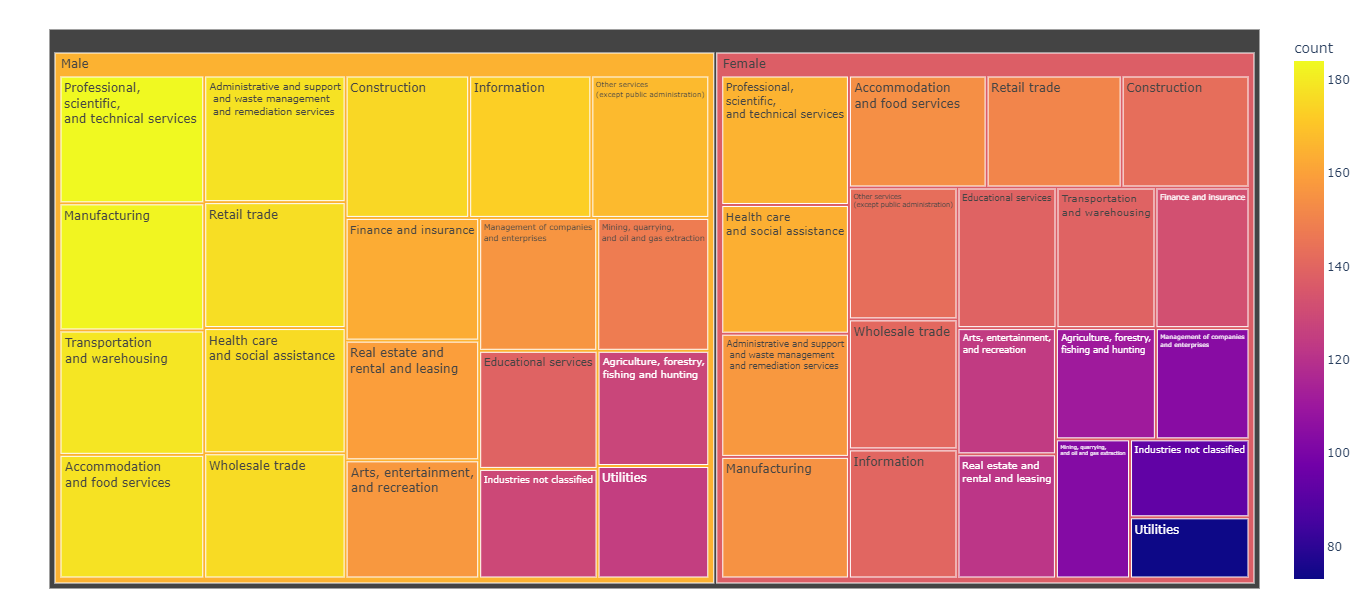 Male
Professional,
scientific,
and technical services
Manufacturing
Transportation
and warehousing
Accommodation
and food services
Administrative and support
and waste management
and remediation services
Retail trade
Health care
and social assistance
Wholesale trade
Construction
Information
Other services
(except public administration)
Finance and insurance
Real estate and
rental and leasing
Arts, entertainment,
and recreation
Management of companies
and enterprises
Mining, quarrying,
and oil and gas extraction
Educational services
Agriculture, forestry,
fishing and hunting
Industries not classified
Utilities
Female
Professional,
scientific,
and technical services
Health care
and social assistance
Administrative and support
and waste management
and remediation services
Manufacturing
Accommodation
and food services
Retail trade
Construction
Other services
(except public administration)
Wholesale trade
Information
Educational services
Transportation
and warehousing
Finance and insurance
Arts, entertainment,
and recreation
Real estate and
rental and leasing
Agriculture, forestry,
fishing and hunting
Management of companies
and enterprises
Mining, quarrying,
and oil and gas extraction
Industries not classified
Utilities
count
180
160
140
120
100
80